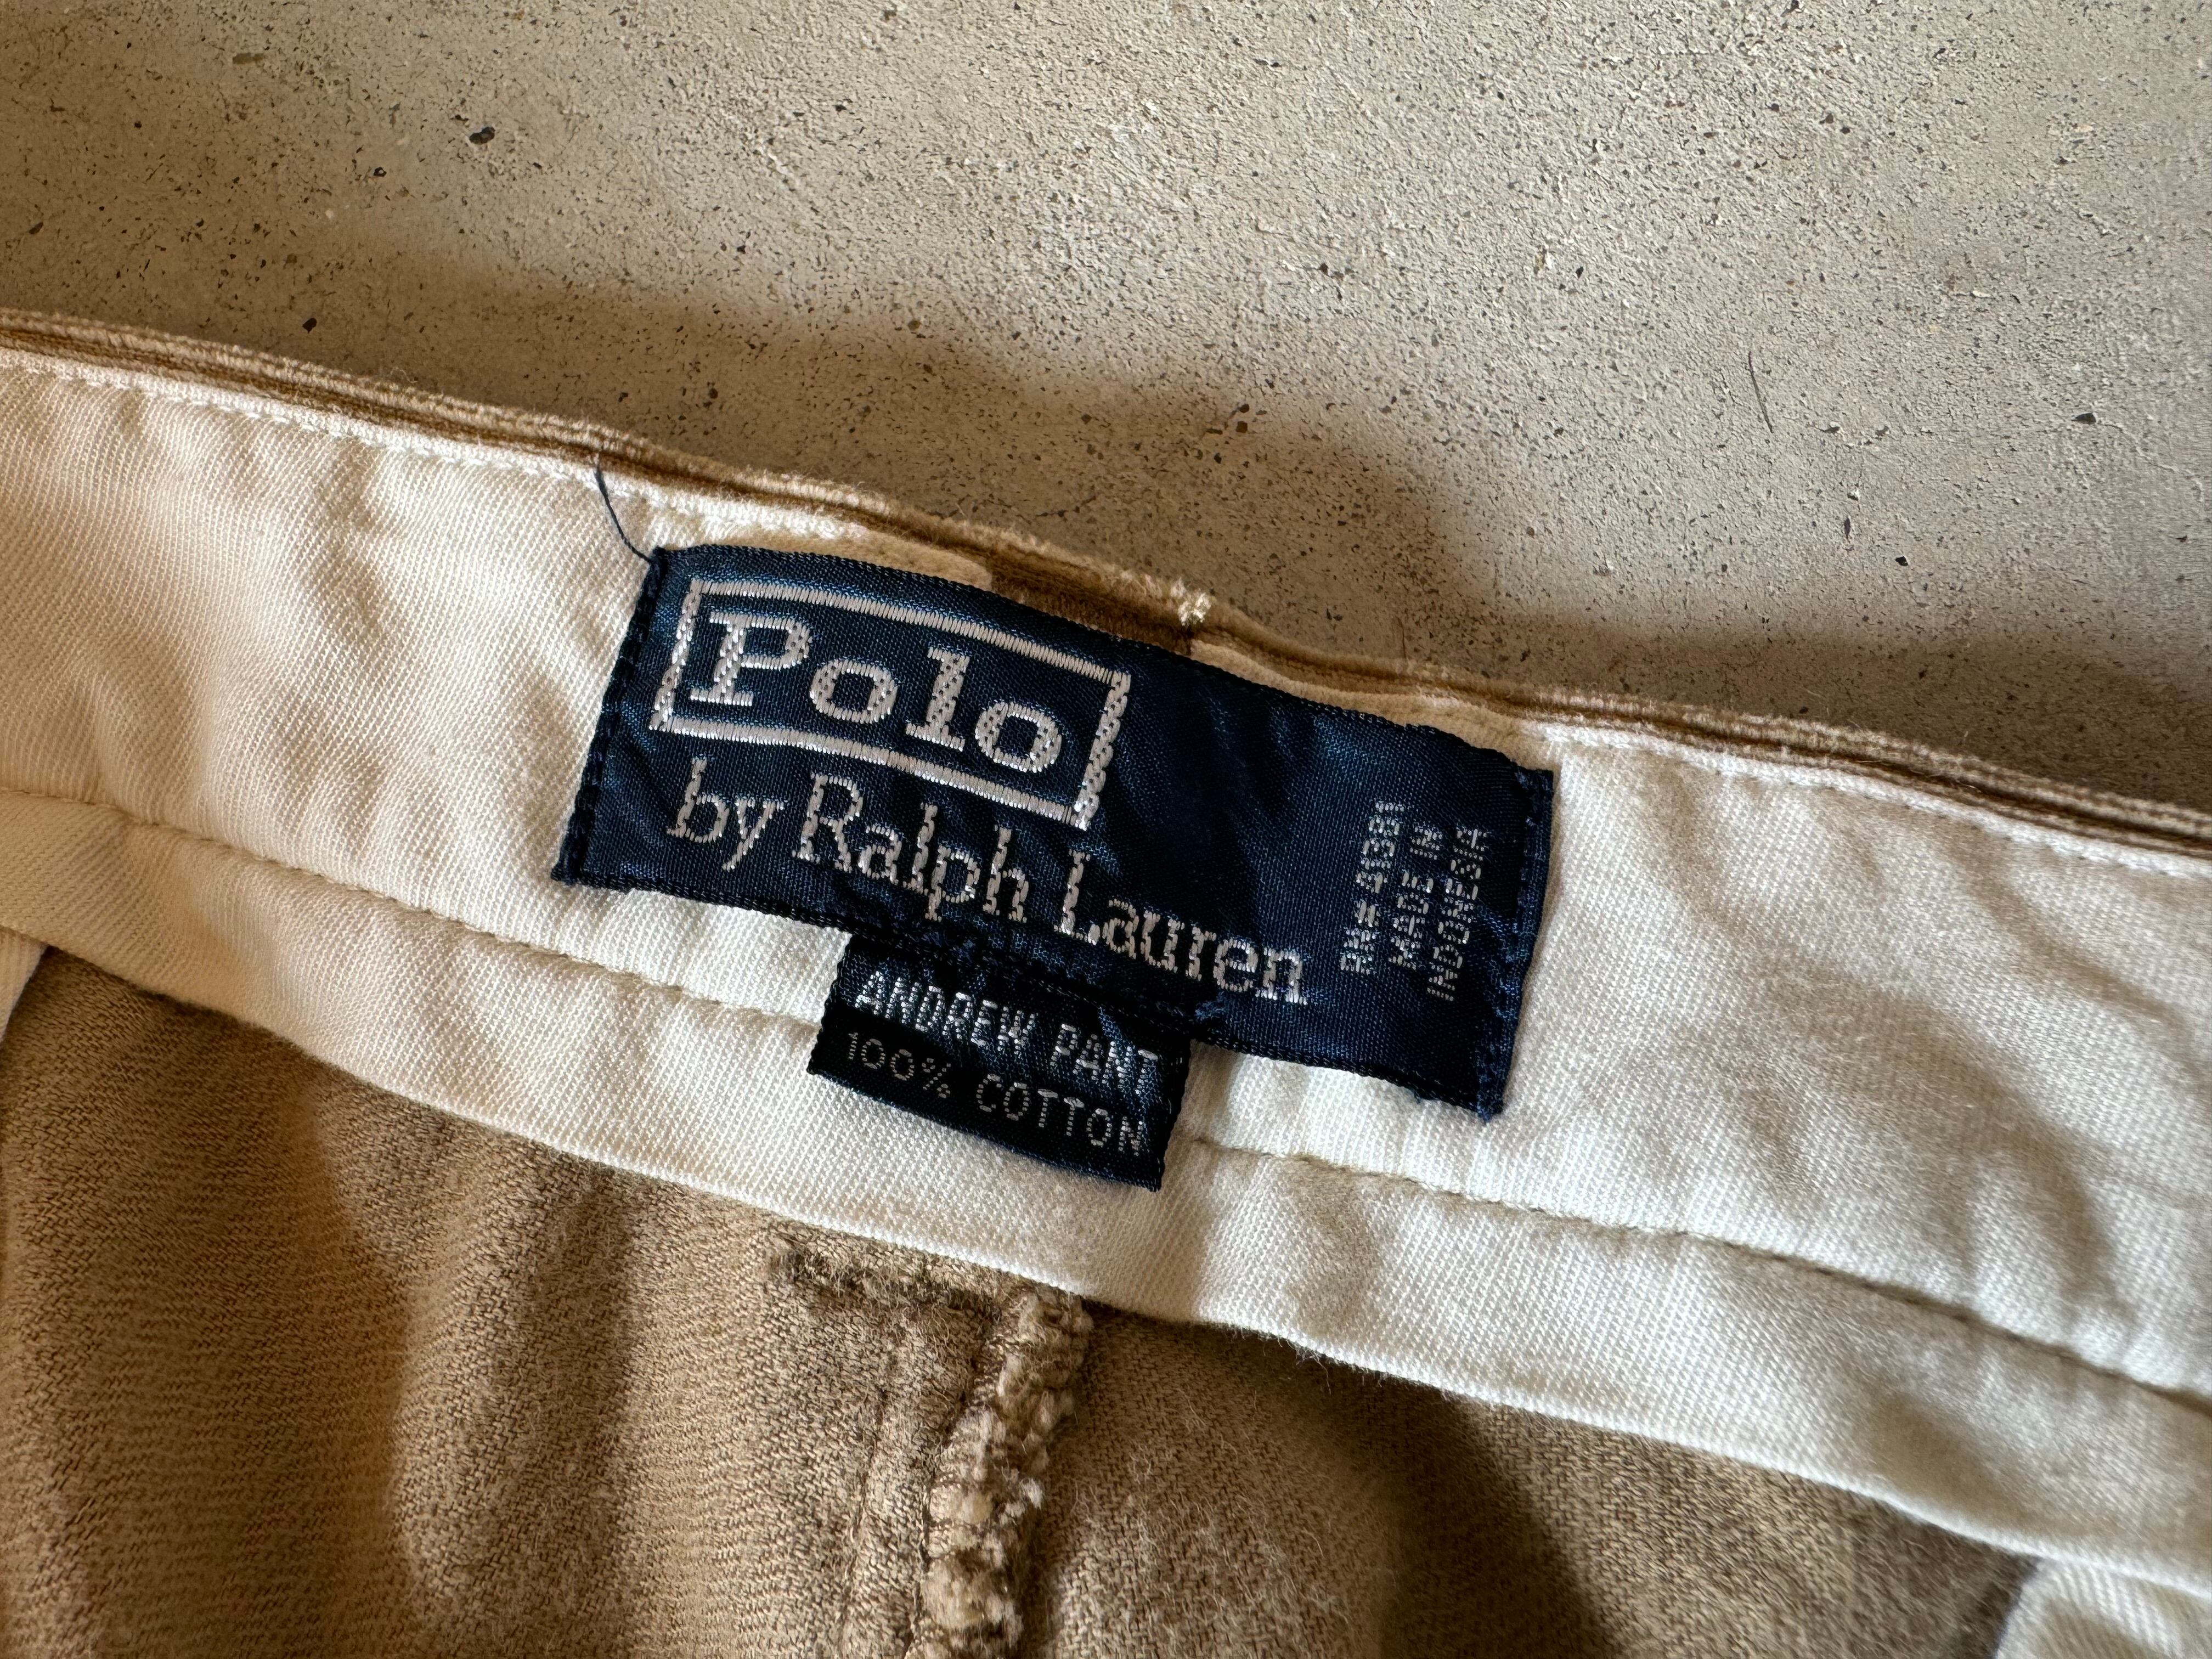 Polo
by Ralph Lauren
RN# 41381
MADE IN
INDONESIA
ANDREW PANT
100% COTTON